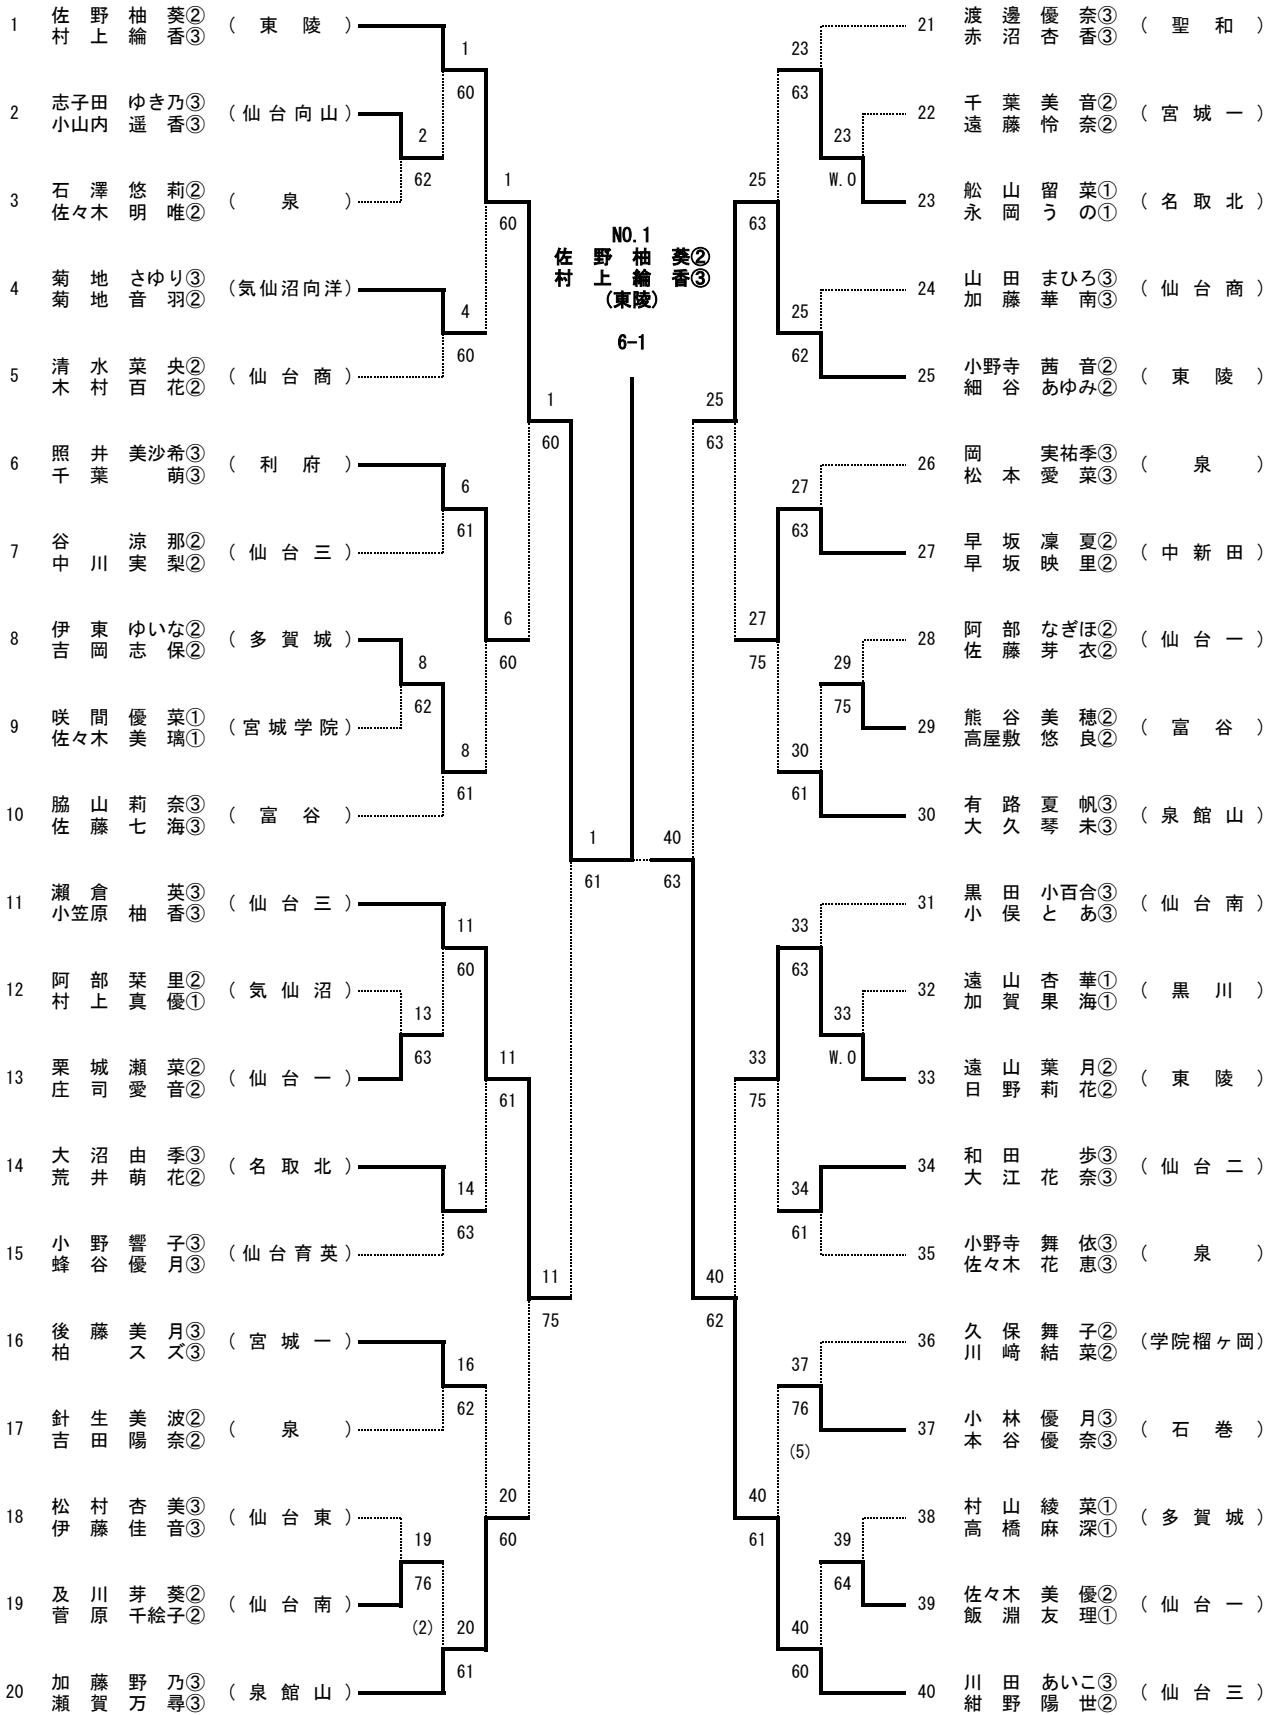 1 佐野柚葵② 村上綸香③ (東陵)
2 志子田ゆき乃③ 小山内遥香③ (仙台向山)
3 石澤悠莉② 佐々木明唯② (泉)
4 菊地さゆり③ 菊地音羽② (気仙沼向洋)
5 清水菜央② 木村百花② (仙台商)
6 照井美沙希③ 千葉萌③ (利府)
7 谷涼那② 中川実梨② (仙台三)
8 伊東ゆいな② 吉岡志保② (多賀城)
9 咲間優菜① 佐々木美璃① (宮城学院)
10 脇山莉奈③ 佐藤七海③ (富谷)
11 瀬倉英③ 小笠原柚香③ (仙台三)
12 阿部栞里② 村上真優① (気仙沼)
13 栗城瀬菜② 庄司愛音② (仙台一)
14 大沼由季③ 荒井萌花② (名取北)
15 小野響子③ 蜂谷優月③ (仙台育英)
16 後藤美月③ 柏スズ③ (宮城一)
17 針生美波② 吉田陽奈② (泉)
18 松村杏美③ 伊藤佳音③ (仙台東)
19 及川芽葵② 菅原千絵子② (仙台南)
20 加藤野乃③ 瀬賀万尋③ (泉館山)
2 62
8 62
13 63
19 76 (2)
1 60
4 60
6 61
8 61
11 60
14 63
16 62
20 61
1 60
6 60
11 61
20 60
1 60
11 75
1 61
NO.1
佐野柚葵②
村上綸香③
(東陵)
6-1
40 63
25 63
40 62
25 63
27 75
33 75
40 61
23 63
25 62
27 63
30 61
33 63
34 61
37 76 (5)
40 60
23 W.O
29 75
33 W.O
39 64
21 渡邊優奈③ 赤沼杏香③ (聖和)
22 千葉美音② 遠藤怜奈② (宮城一)
23 舩山留菜① 永岡うの① (名取北)
24 山田まひろ③ 加藤華南③ (仙台商)
25 小野寺茜音② 細谷あゆみ② (東陵)
26 岡実祐季③ 松本愛菜③ (泉)
27 早坂凜夏② 早坂映里② (中新田)
28 阿部なぎほ② 佐藤芽衣② (仙台一)
29 熊谷美穂② 高屋敷悠良② (富谷)
30 有路夏帆③ 大久琴未③ (泉館山)
31 黒田小百合③ 小俣とあ③ (仙台南)
32 遠山杏華① 加賀果海① (黒川)
33 遠山葉月② 日野莉花② (東陵)
34 和田歩③ 大江花奈③ (仙台二)
35 小野寺舞依③ 佐々木花恵③ (泉)
36 久保舞子② 川﨑結菜② (学院榴ヶ岡)
37 小林優月③ 本谷優奈③ (石巻)
38 村山綾菜① 高橋麻深① (多賀城)
39 佐々木美優② 飯淵友理① (仙台一)
40 川田あいこ③ 紺野陽世② (仙台三)